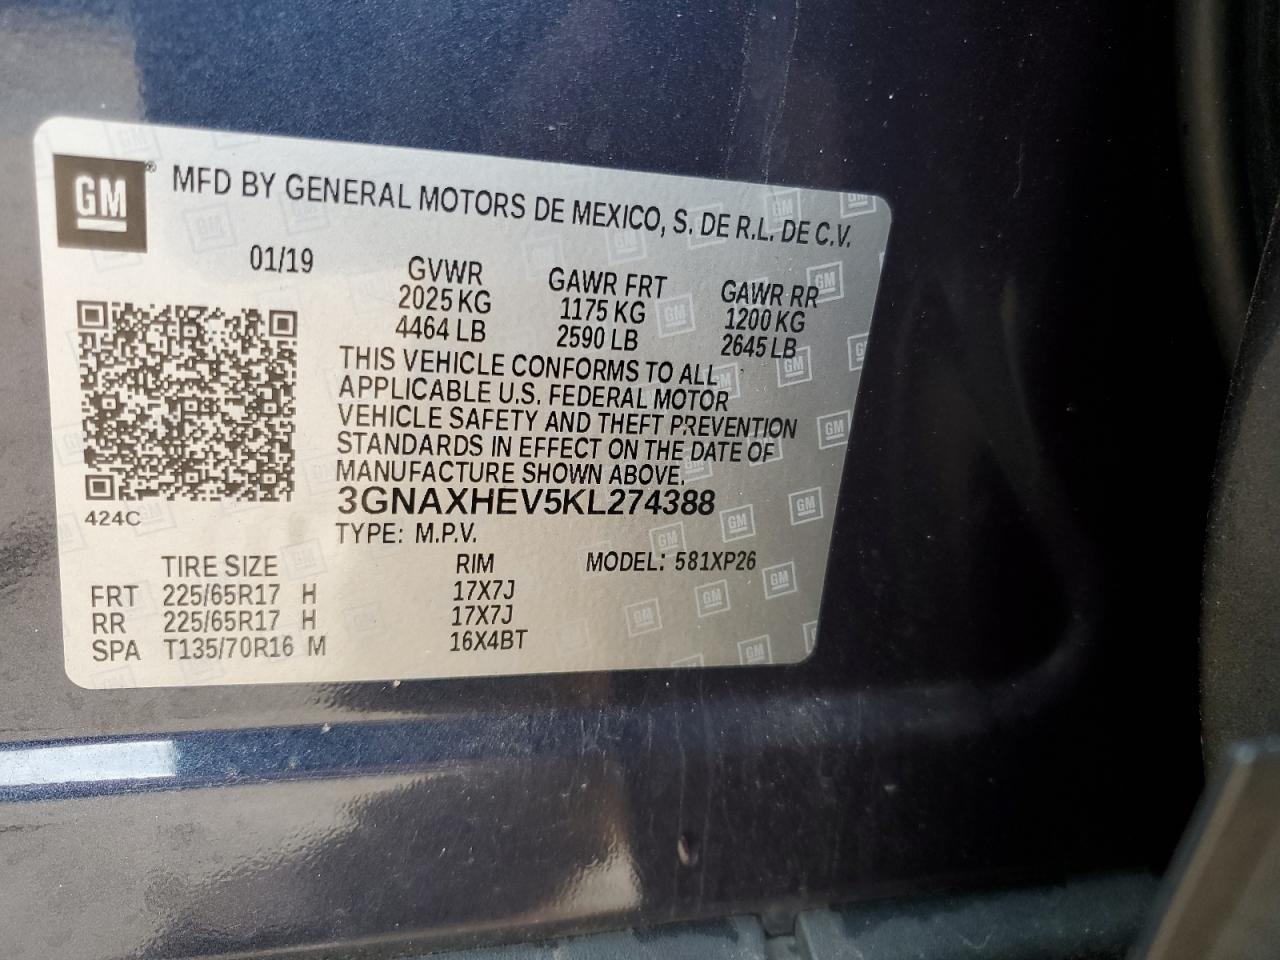 GM ® MFD BY GENERAL MOTORS DE MEXICO, S. DE R.L. DE C.V.
01/19 GVWR GAWR FRT GAWR RR
2025 KG 1175 KG 1200 KG
4464 LB 2590 LB 2645 LB
THIS VEHICLE CONFORMS TO ALL
APPLICABLE U.S. FEDERAL MOTOR
VEHICLE SAFETY AND THEFT PREVENTION
STANDARDS IN EFFECT ON THE DATE OF
MANUFACTURE SHOWN ABOVE.
3GNAXHEV5KL274388
424C
TYPE: M.P.V.
TIRE SIZE RIM MODEL: 581XP26
FRT 225/65R17 H 17X7J
RR 225/65R17 H 17X7J
SPA T135/70R16 M 16X4BT